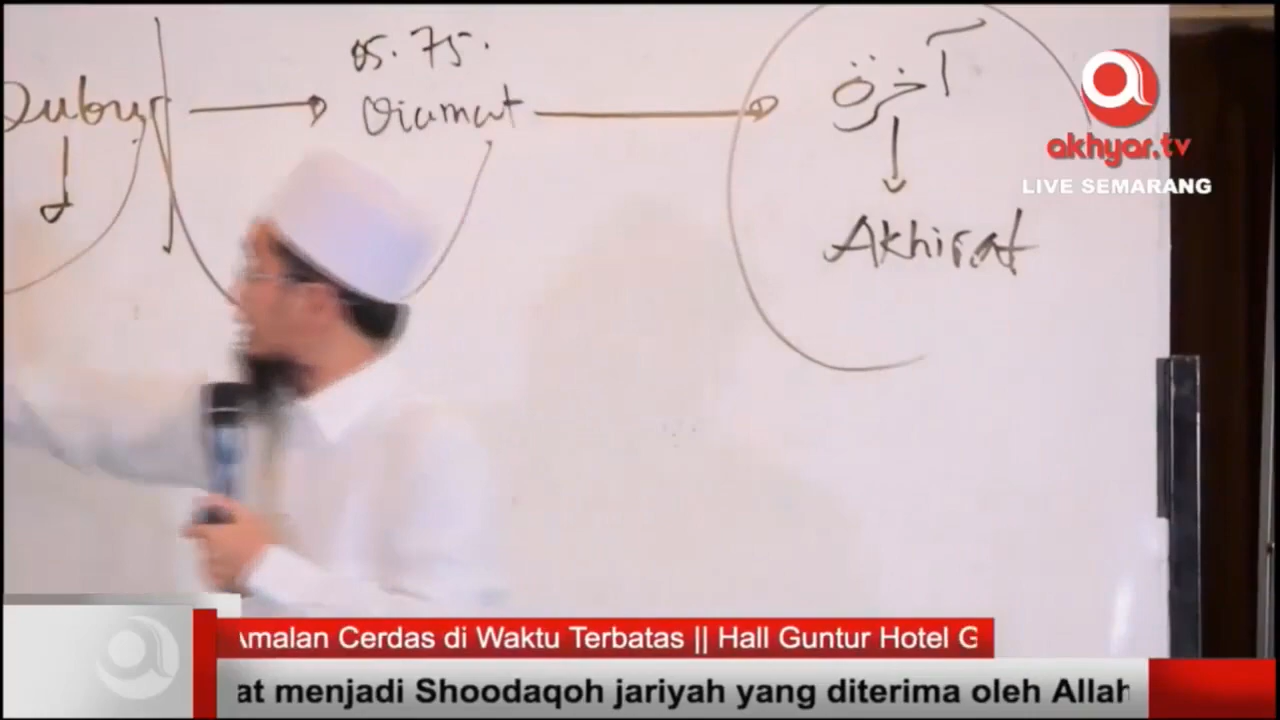 Qs. 75.
Qubur
Qiamat
آخرة
Akhirat
akhyar.tv
LIVE SEMARANG
Amalan Cerdas di Waktu Terbatas || Hall Guntur Hotel G
at menjadi Shoodaqoh jariyah yang diterima oleh Allah